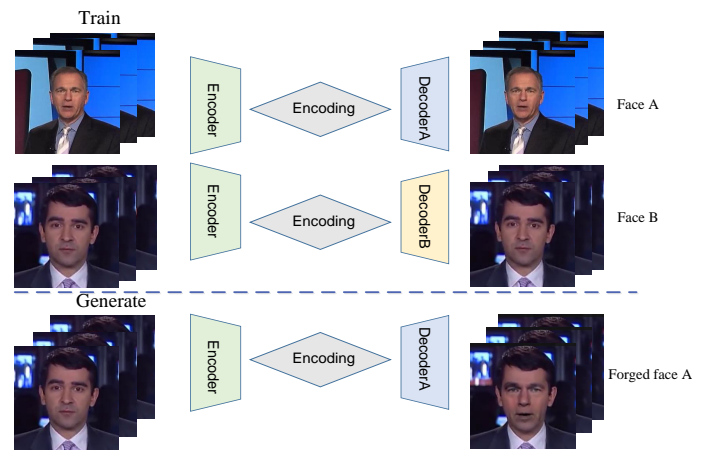 Train
Encoder
Encoding
DecoderA
Face A
Encoder
Encoding
DecoderB
Face B
Generate
Encoder
Encoding
DecoderA
Forged face A